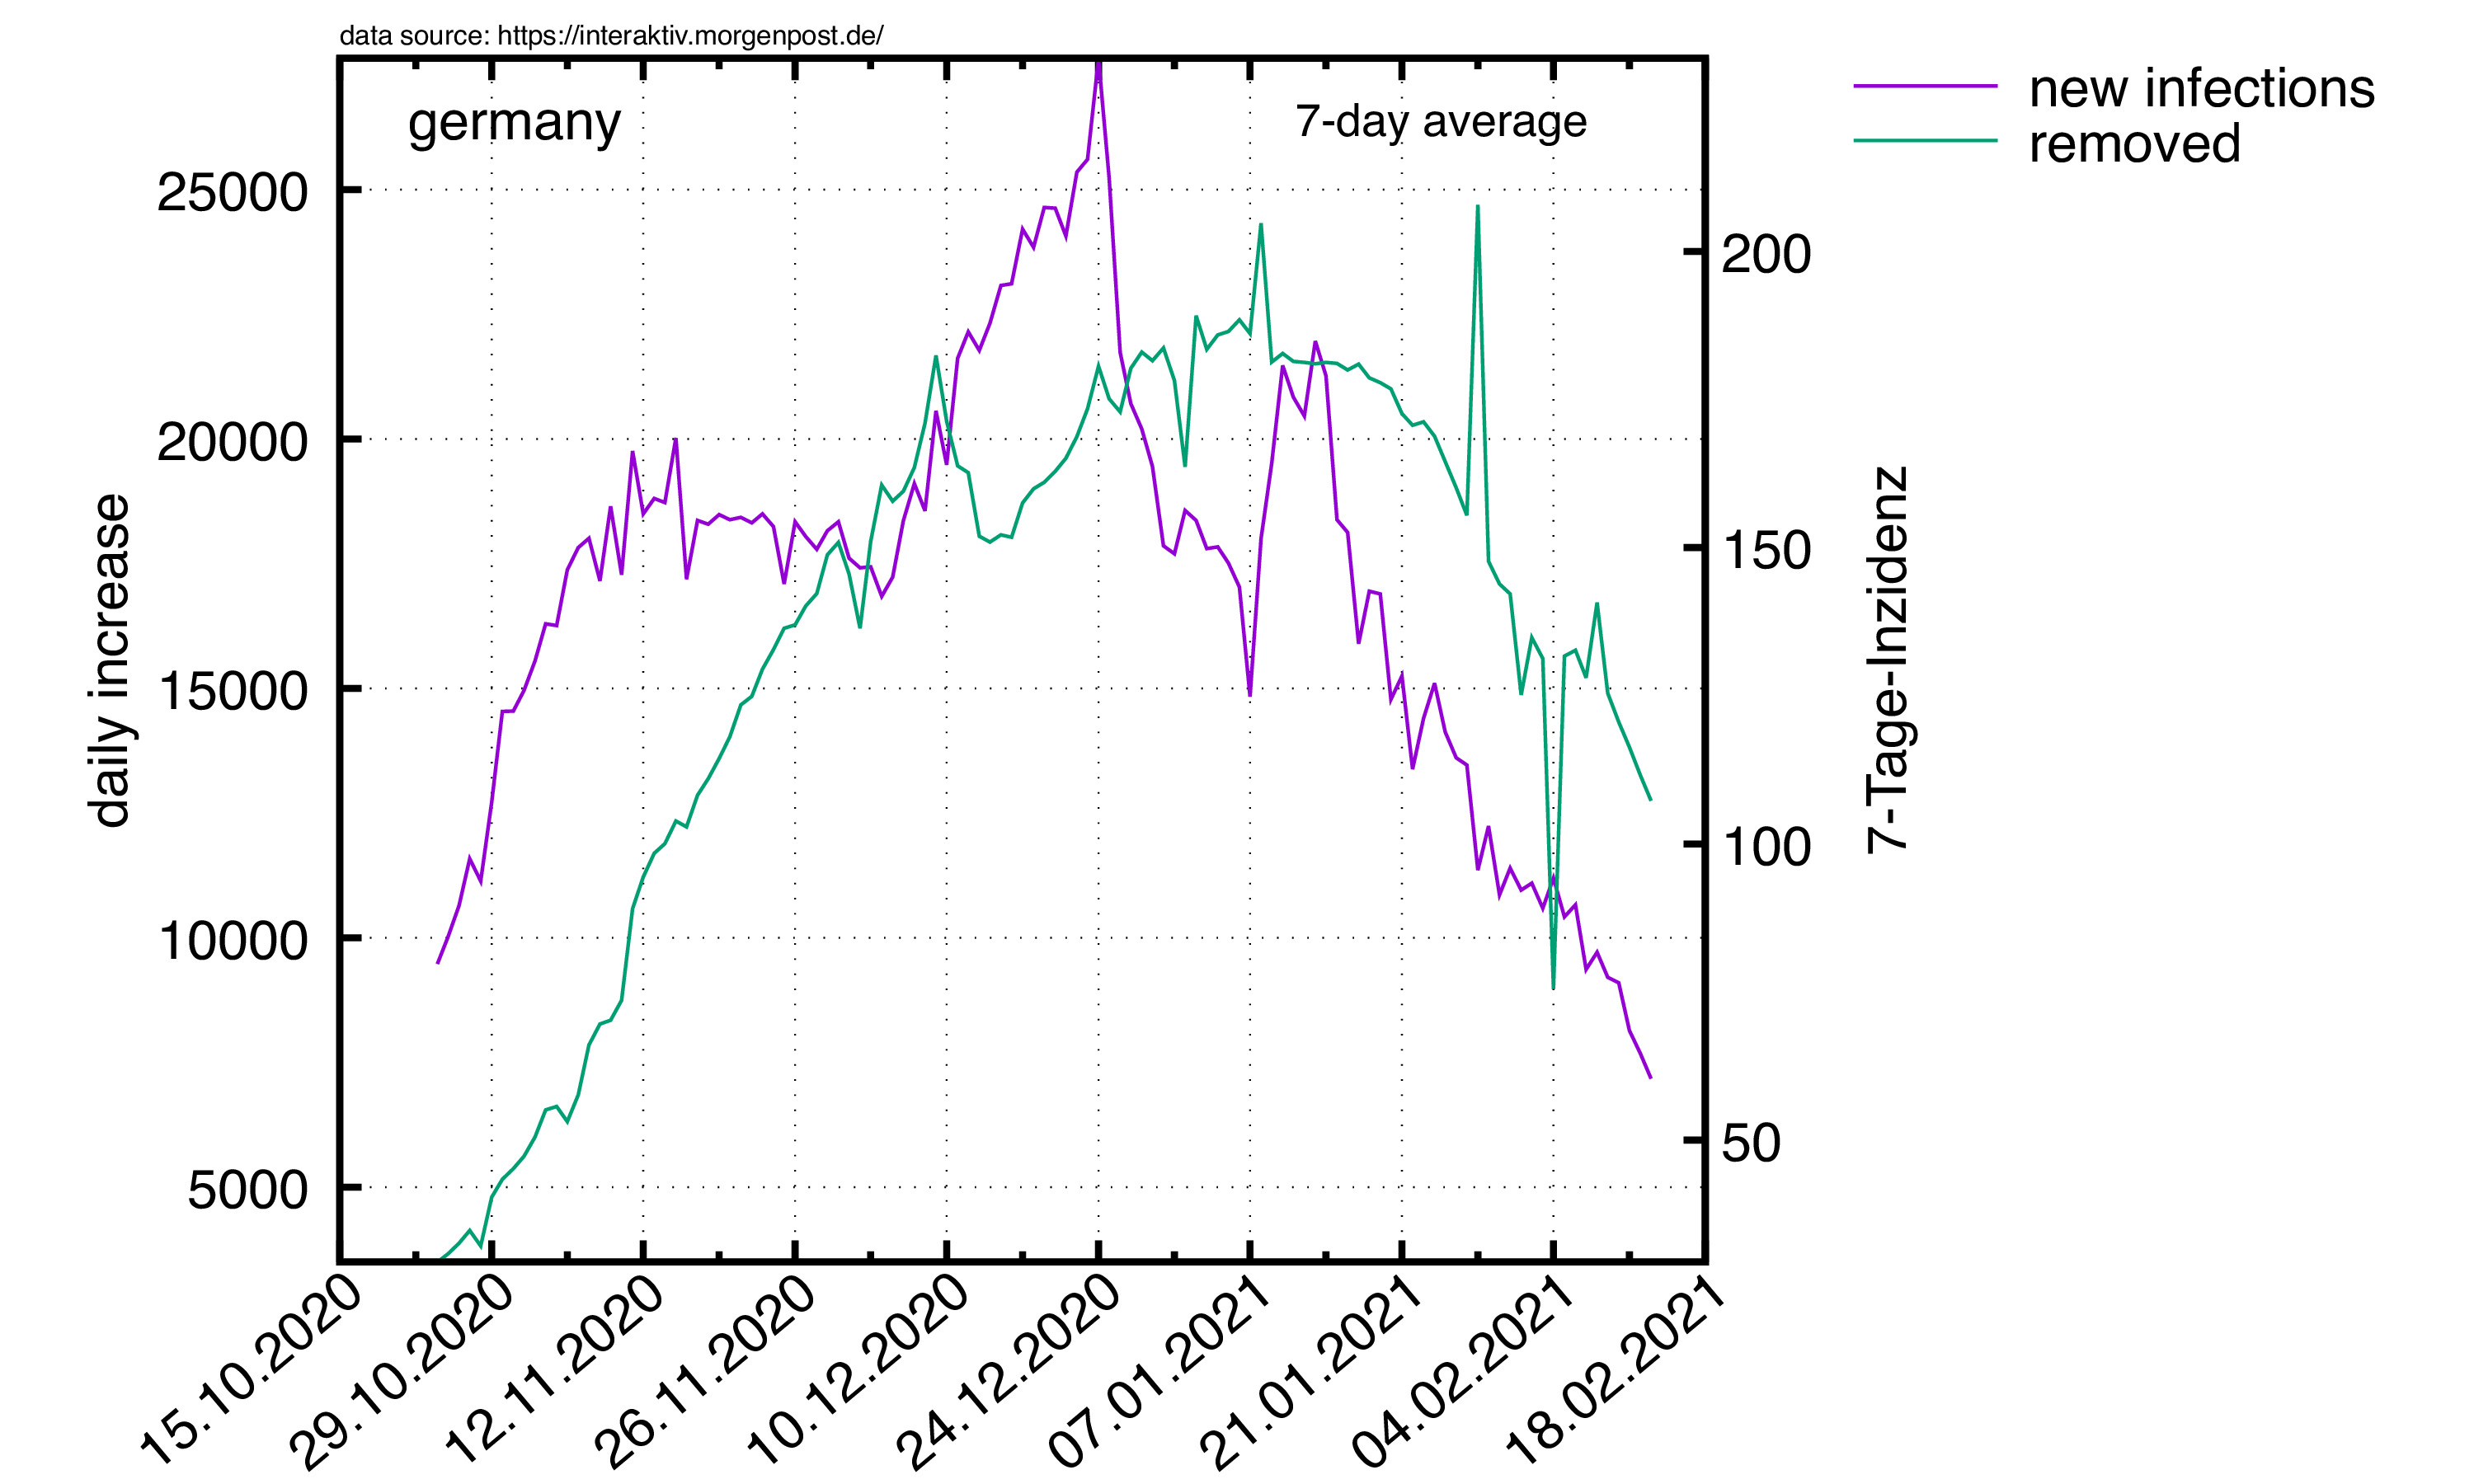 data source: https://interaktiv.morgenpost.de/
germany
7-day average
new infections
removed
25000
20000
15000
10000
5000
daily increase
200
150
100
50
7-Tage-Inzidenz
15.10.2020
29.10.2020
12.11.2020
26.11.2020
10.12.2020
24.12.2020
07.01.2021
21.01.2021
04.02.2021
18.02.2021